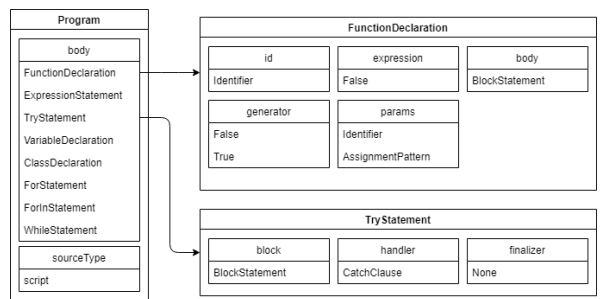 Program
body
FunctionDeclaration
ExpressionStatement
TryStatement
VariableDeclaration
ClassDeclaration
ForStatement
ForInStatement
WhileStatement
sourceType
script
FunctionDeclaration
id
Identifier
expression
False
body
BlockStatement
generator
False
True
params
Identifier
AssignmentPattern
TryStatement
block
BlockStatement
handler
CatchClause
finalizer
None